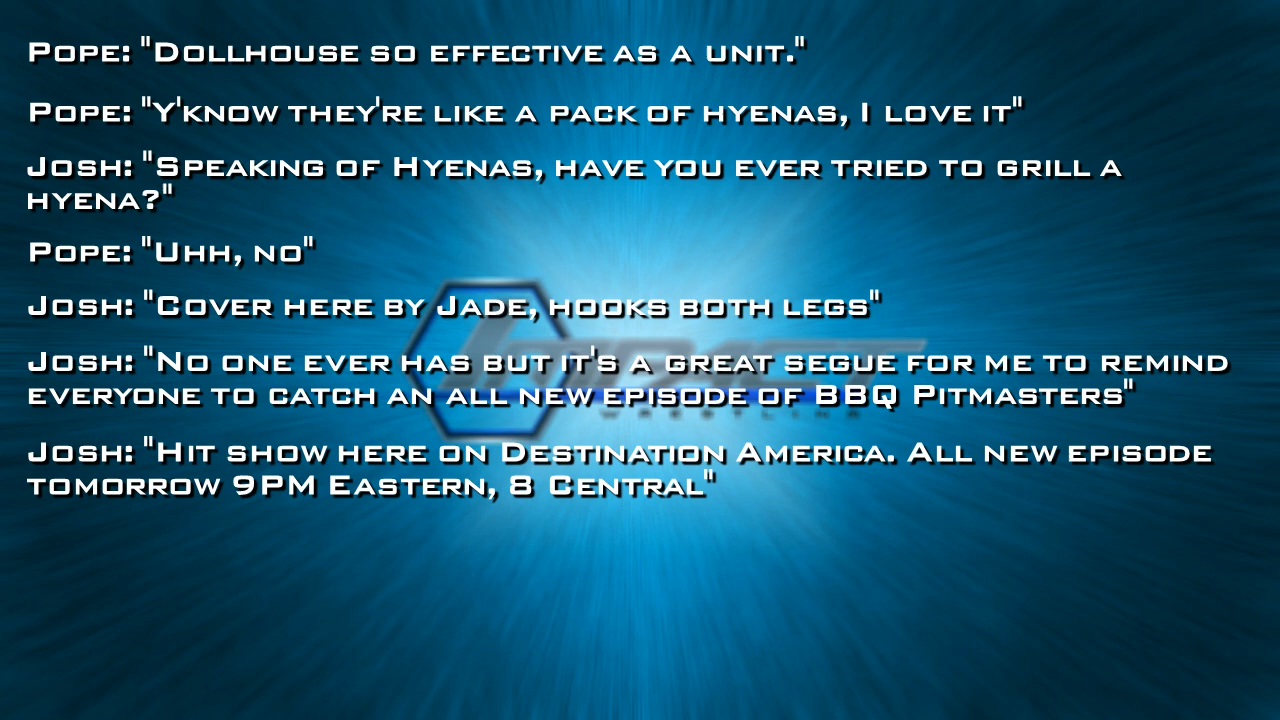 Pope: "Dollhouse so effective as a unit."
Pope: "Y'know they're like a pack of hyenas, I love it"
Josh: "Speaking of Hyenas, have you ever tried to grill a
hyena?"
Pope: "Uhh, no"
Josh: "Cover here by Jade, hooks both legs"
Josh: "No one ever has but it's a great segue for me to remind
everyone to catch an all new episode of BBQ Pitmasters"
Josh: "Hit show here on Destination America. All new episode
tomorrow 9PM Eastern, 8 Central"
IMPACT
WRESTLING